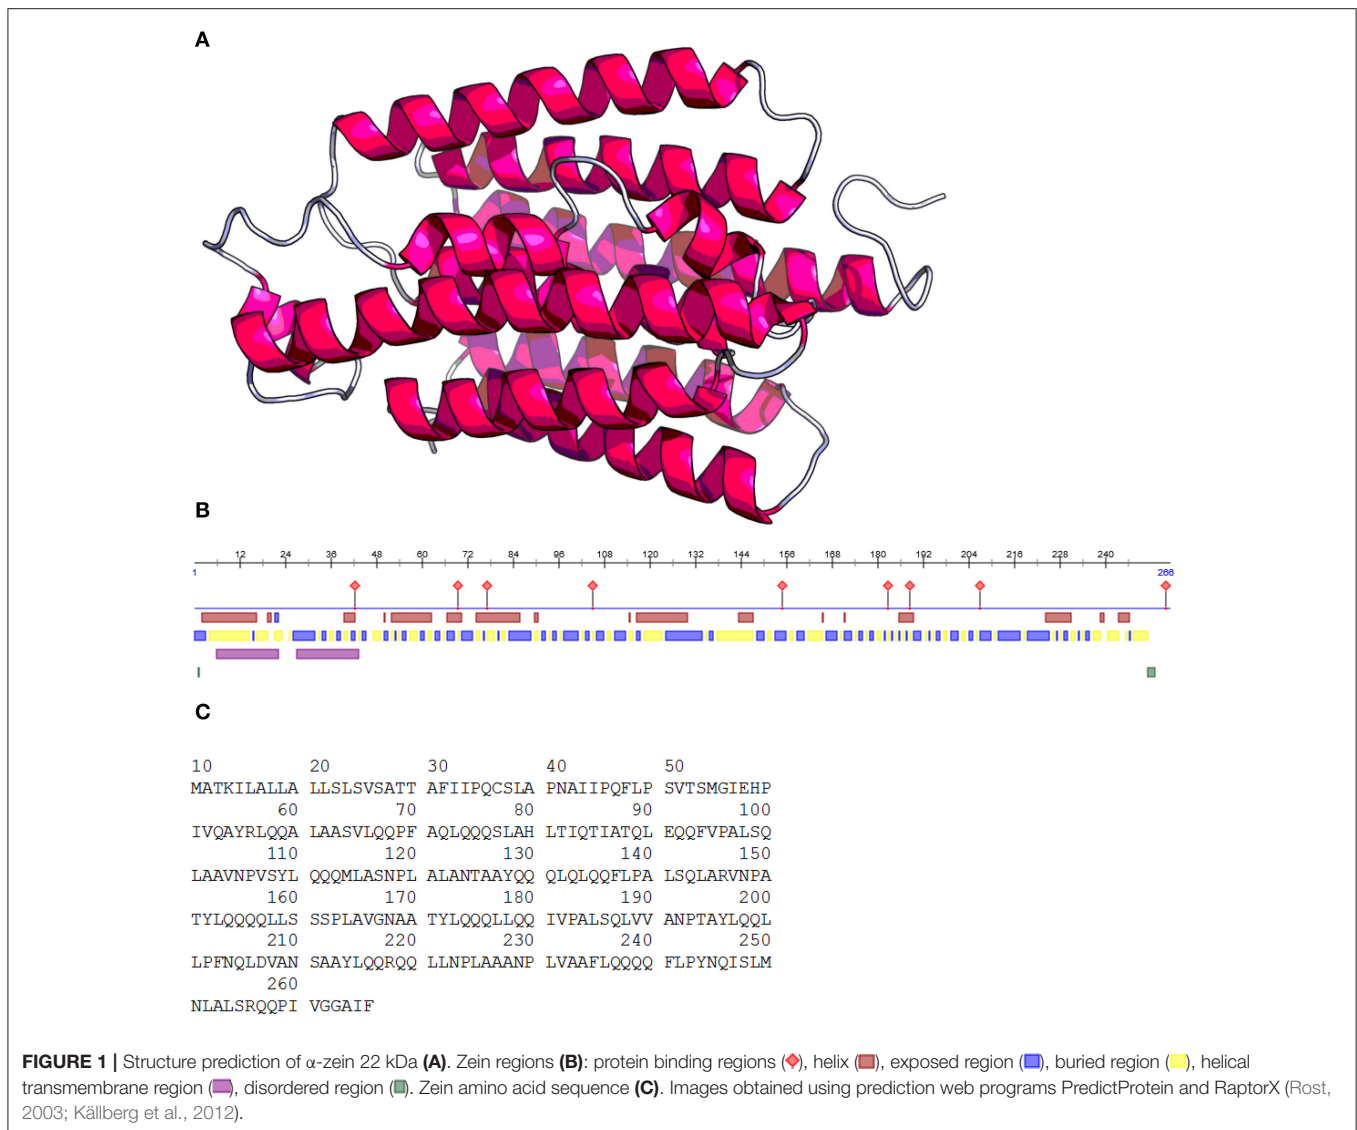 A
B
12 24 36 48 60 72 84 96 108 120 132 144 156 168 180 192 204 216 228 240
1 266
C
10 20 30 40 50
MATKILALLA LLSLSVSATT AFIIPQCSLA PNAIIPQFLP SVTSMGIEHP
60 70 80 90 100
IVQAYRLQQA LAASVLQQPF AQLQQQSLAH LTIQTIATQL EQQFVPALSQ
110 120 130 140 150
LAAVNPVSYL QQQMLASNPL ALANTAAYQQ QLQLQQFLPA LSQLARVNPA
160 170 180 190 200
TYLQQQQLLS SSPLAVGNAA TYLQQQLLQQ IVPALSQLVV ANPTAYLQQL
210 220 230 240 250
LPFNQLDVAN SAAYLQQRQQ LLNPLAAANP LVAAFLQQQQ FLPYNQISLM
260
NLALSRQQPI VGGAIF
FIGURE 1 | Structure prediction of α-zein 22 kDa (A). Zein regions (B): protein binding regions (), helix (), exposed region (), buried region (), helical
transmembrane region (), disordered region (). Zein amino acid sequence (C). Images obtained using prediction web programs PredictProtein and RaptorX (Rost,
2003; Källberg et al., 2012).